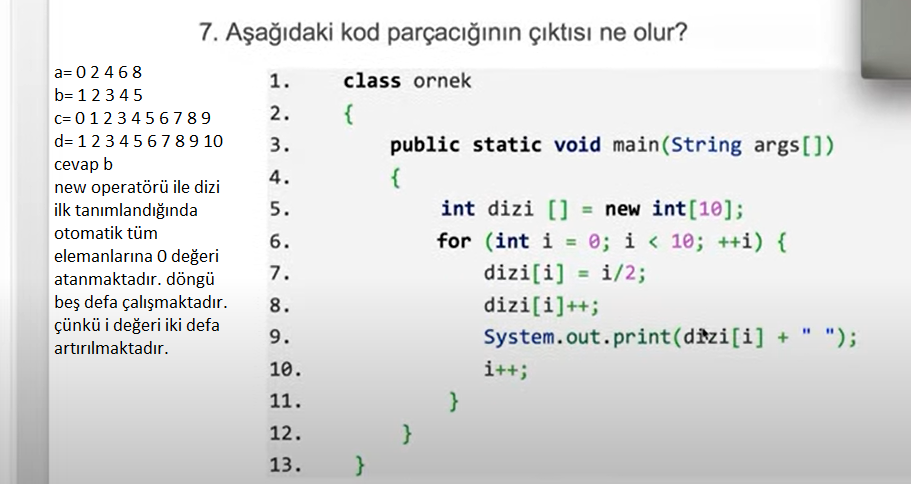 7. Aşağıdaki kod parçacığının çıktısı ne olur?
a= 0 2 4 6 8
b= 1 2 3 4 5
c= 0 1 2 3 4 5 6 7 8 9
d= 1 2 3 4 5 6 7 8 9 10
cevap b
new operatörü ile dizi
ilk tanımlandığında
otomatik tüm
elemanlarına 0 değeri
atanmaktadır. döngü
beş defa çalışmaktadır.
çünkü i değeri iki defa
artırılmaktadır.
1. class ornek
2. {
3. public static void main(String args[])
4. {
5. int dizi [] = new int[10];
6. for (int i = 0; i < 10; ++i) {
7. dizi[i] = i/2;
8. dizi[i]++;
9. System.out.print(dizi[i] + " ");
10. i++;
11. }
12. }
13. }